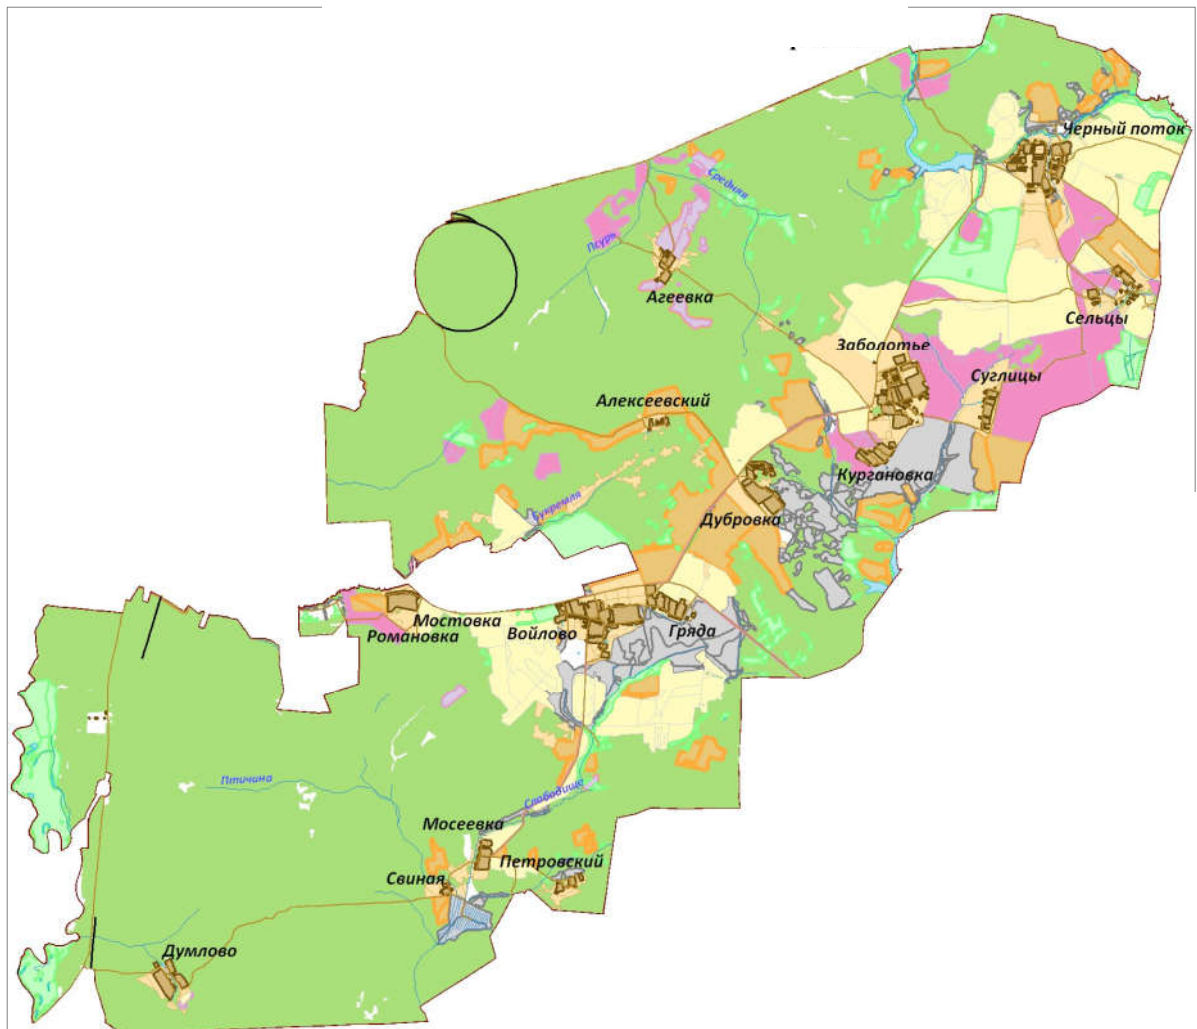 Черный поток
Средняя
Псурь
Агеевка
Сельцы
Заболотье
Суглицы
Алексеевский
Кургановка
Букремля
Дубровка
Мостовка
Романовка
Войлово
Гряда
Птичина
Слободище
Мосеевка
Петровский
Свиная
Думлово